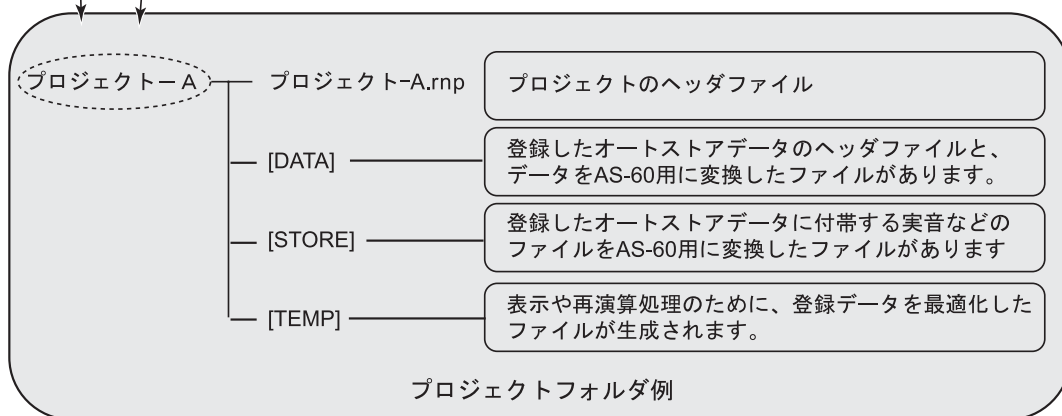 プロジェクトーA
プロジェクト-A.rnp
プロジェクトのヘッダファイル
[DATA]
登録したオートストアデータのヘッダファイルと、
データをAS-60用に変換したファイルがあります。
[STORE]
登録したオートストアデータに付帯する実音などの
ファイルをAS-60用に変換したファイルがあります
[TEMP]
表示や再演算処理のために、登録データを最適化した
ファイルが生成されます。
プロジェクトフォルダ例